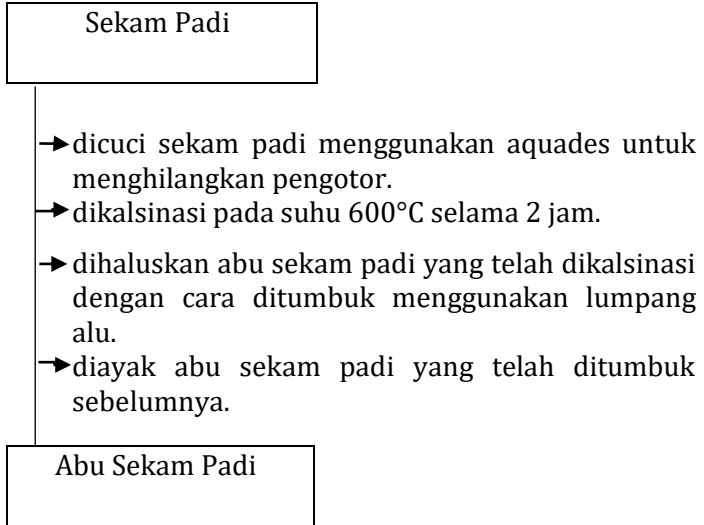 Sekam Padi
dicuci sekam padi menggunakan aquades untuk
menghilangkan pengotor.
dikalsinasi pada suhu 600°C selama 2 jam.
dihaluskan abu sekam padi yang telah dikalsinasi
dengan cara ditumbuk menggunakan lumpang
alu.
diayak abu sekam padi yang telah ditumbuk
sebelumnya.
Abu Sekam Padi